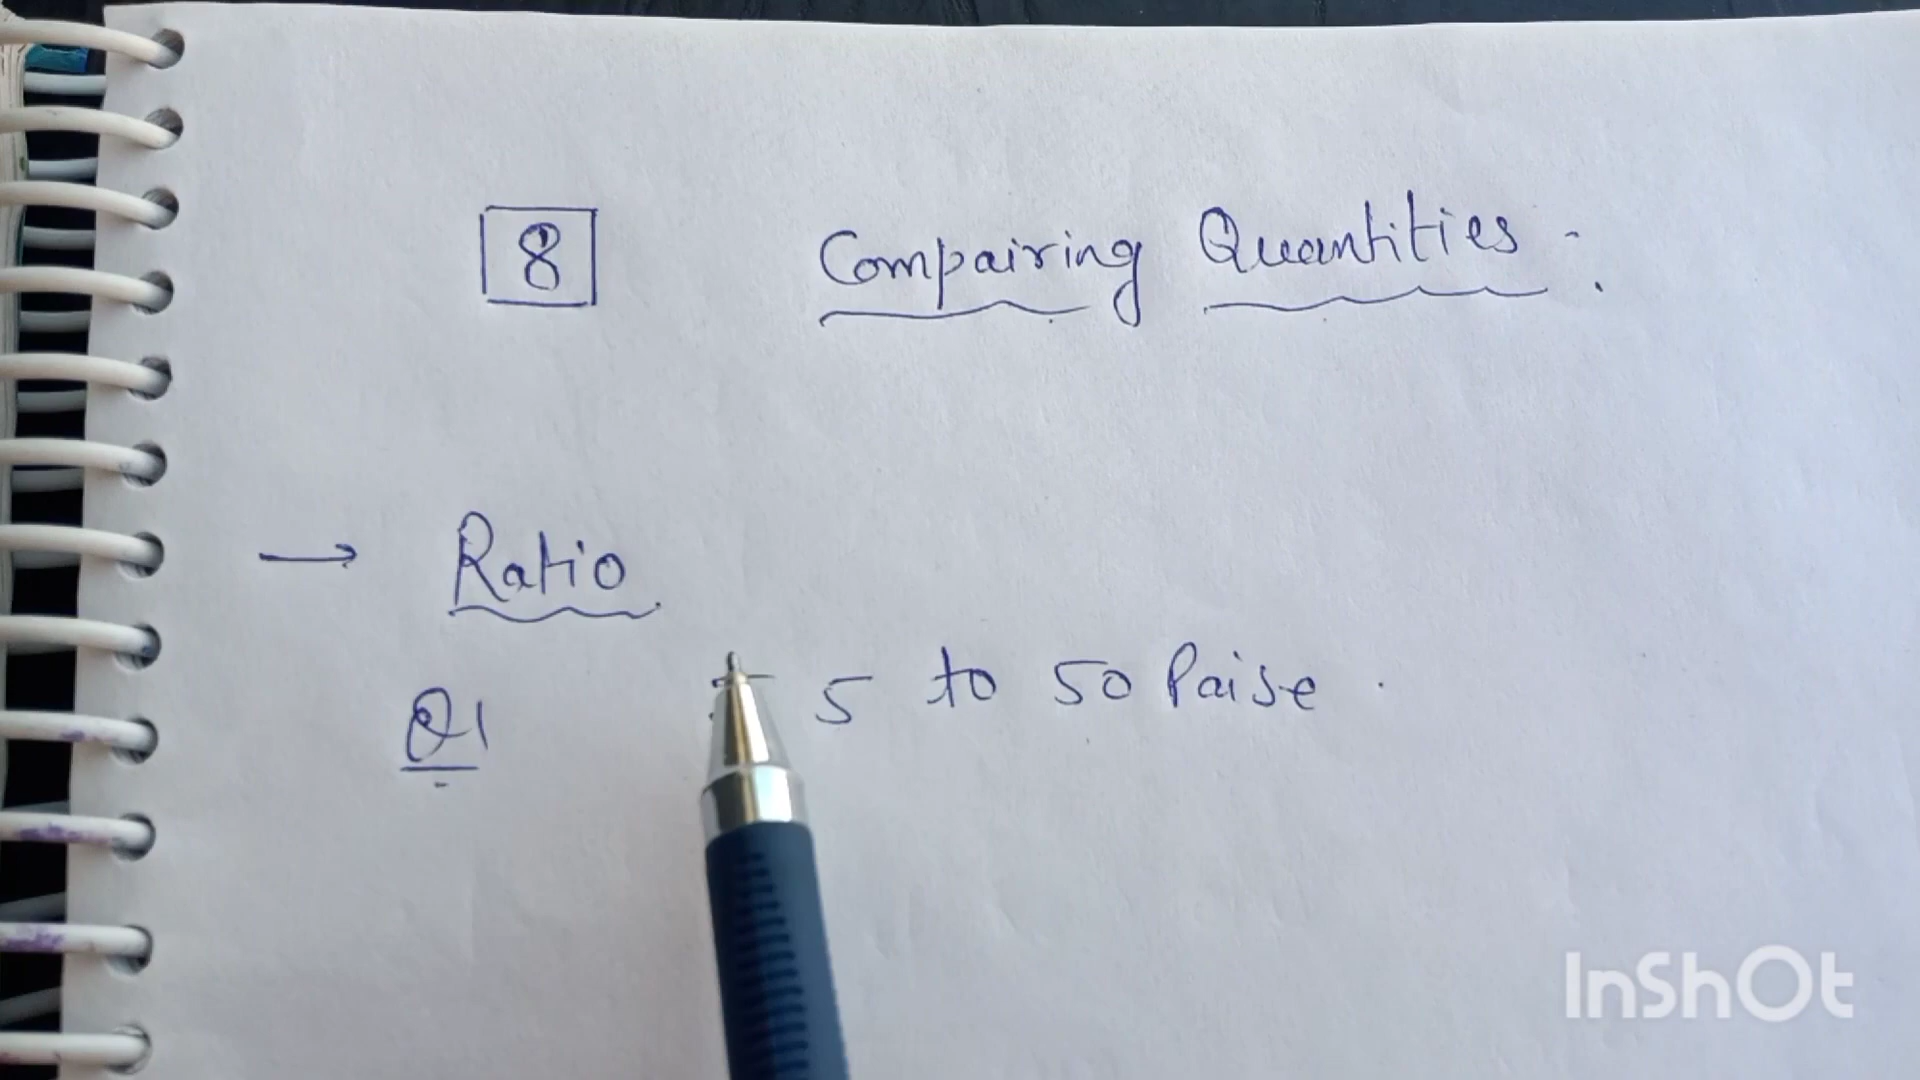 8 Compairing Quantities.
→ Ratio
Q1 5 to 50 Paise.
InShOt